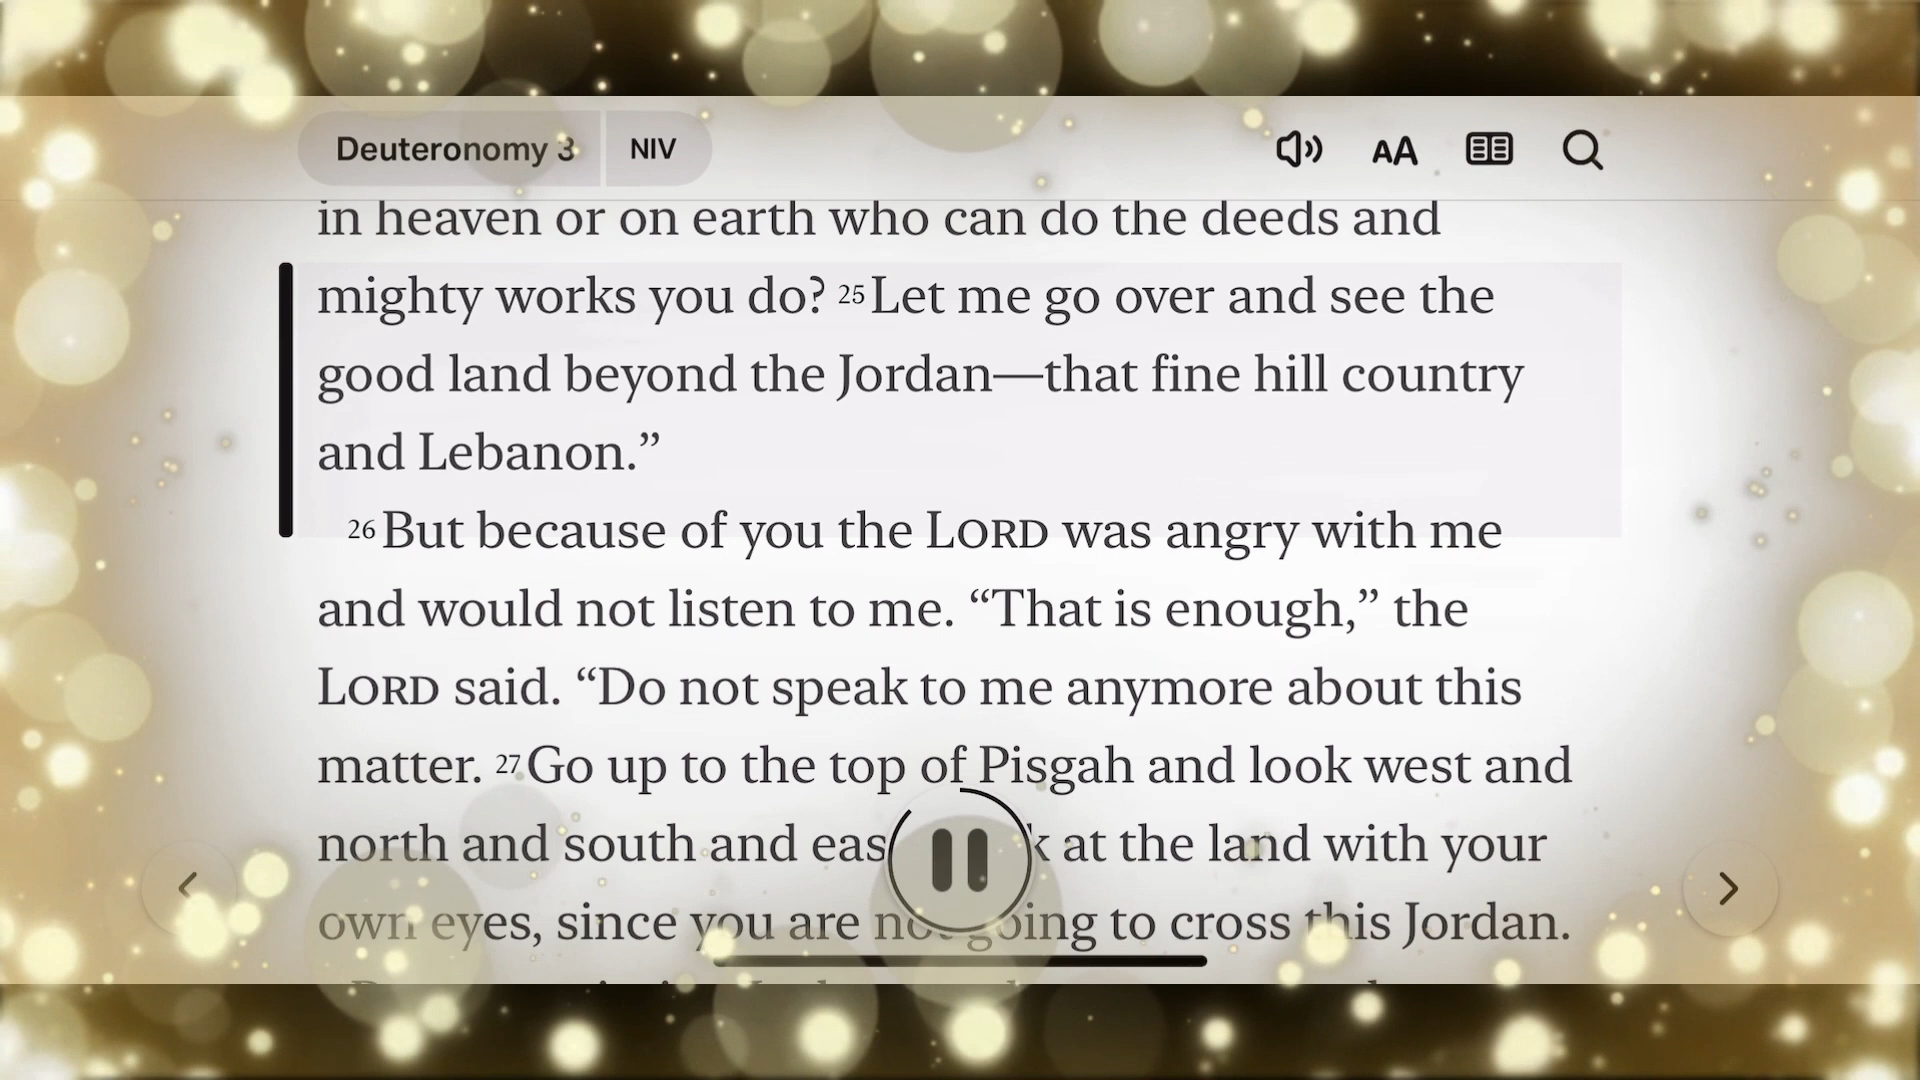 Deuteronomy 3 NIV AA
in heaven or on earth who can do the deeds and
mighty works you do? 25 Let me go over and see the
good land beyond the Jordan—that fine hill country
and Lebanon.”
26 But because of you the LORD was angry with me
and would not listen to me. “That is enough,” the
LORD said. “Do not speak to me anymore about this
matter. 27 Go up to the top of Pisgah and look west and
north and south and at the land with your
own eyes, since you are not going to cross this Jordan.